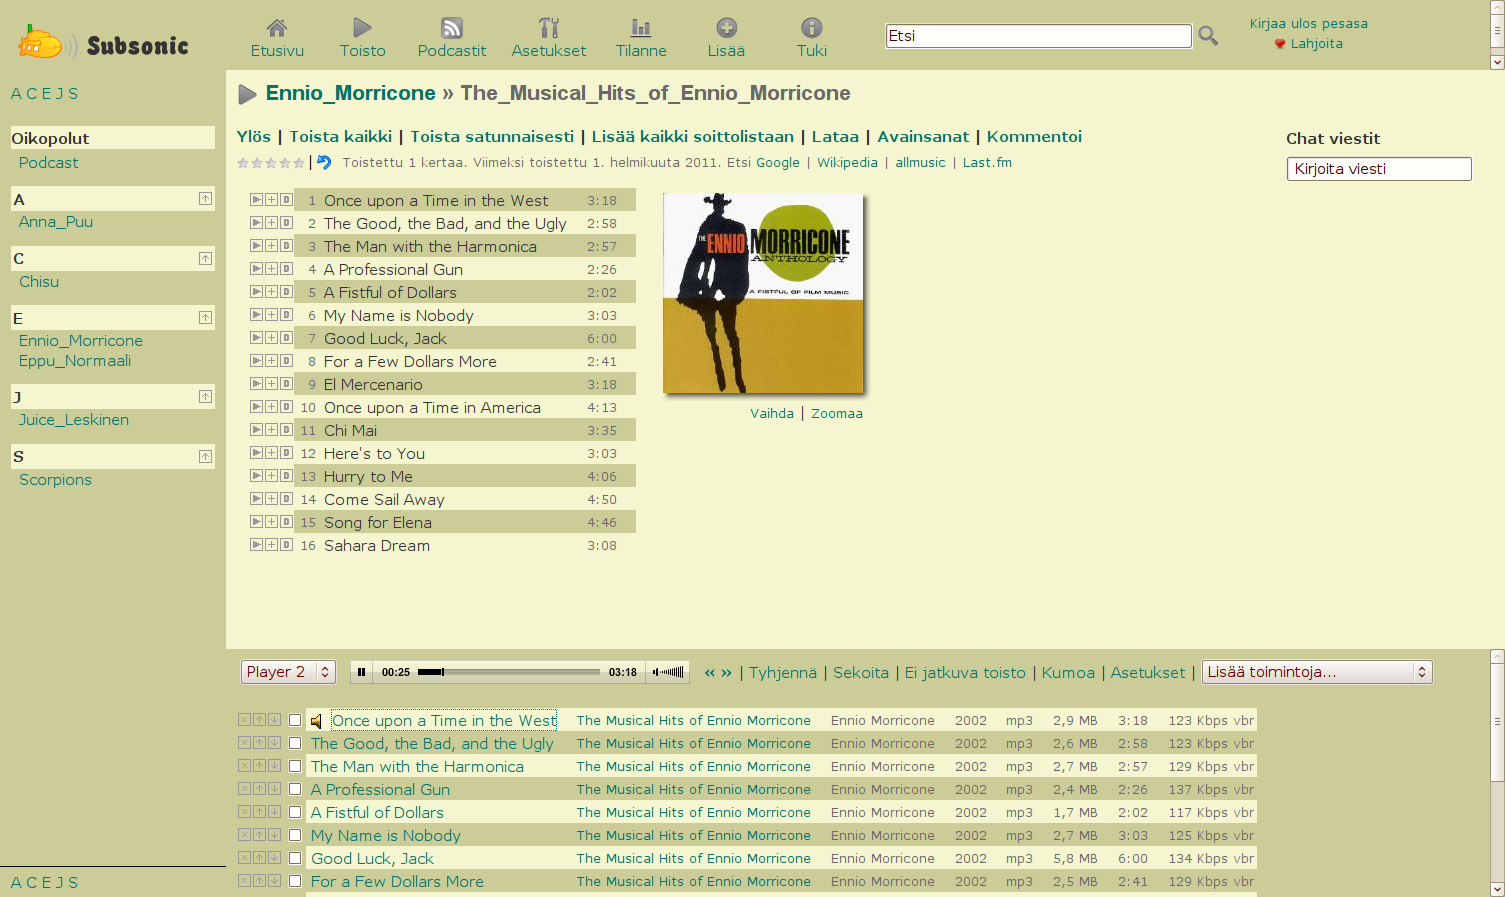 Subsonic
Etusivu Toisto Podcastit Asetukset Tilanne Lisää Tuki
Etsi
Kirjaa ulos pesasa
Lahjoita
A C E J S
Oikopolut
Podcast
A
Anna_Puu
C
Chisu
E
Ennio_Morricone
Eppu_Normaali
J
Juice_Leskinen
S
Scorpions
A C E J S
Ennio_Morricone » The_Musical_Hits_of_Ennio_Morricone
Ylös | Toista kaikki | Toista satunnaisesti | Lisää kaikki soittolistaan | Lataa | Avainsanat | Kommentoi
| Toistettu 1 kertaa. Viimeksi toistettu 1. helmikuuta 2011. Etsi Google | Wikipedia | allmusic | Last.fm
D 1 Once upon a Time in the West 3:18
D 2 The Good, the Bad, and the Ugly 2:58
D 3 The Man with the Harmonica 2:57
D 4 A Professional Gun 2:26
D 5 A Fistful of Dollars 2:02
D 6 My Name is Nobody 3:03
D 7 Good Luck, Jack 6:00
D 8 For a Few Dollars More 2:41
D 9 El Mercenario 3:18
D 10 Once upon a Time in America 4:13
D 11 Chi Mai 3:35
D 12 Here's to You 3:03
D 13 Hurry to Me 4:06
D 14 Come Sail Away 4:50
D 15 Song for Elena 4:46
D 16 Sahara Dream 3:08
THE ENNIO MORRICONE
ANTHOLOGY
A FISTFUL OF FILM MUSIC
Vaihda | Zoomaa
Chat viestit
Kirjoita viesti
Player 2 00:25 03:18 « » | Tyhjennä | Sekoita | Ei jatkuva toisto | Kumoa | Asetukset | Lisää toimintoja...
Once upon a Time in the West The Musical Hits of Ennio Morricone Ennio Morricone 2002 mp3 2,9 MB 3:18 123 Kbps vbr
The Good, the Bad, and the Ugly The Musical Hits of Ennio Morricone Ennio Morricone 2002 mp3 2,6 MB 2:58 123 Kbps vbr
The Man with the Harmonica The Musical Hits of Ennio Morricone Ennio Morricone 2002 mp3 2,7 MB 2:57 129 Kbps vbr
A Professional Gun The Musical Hits of Ennio Morricone Ennio Morricone 2002 mp3 2,4 MB 2:26 137 Kbps vbr
A Fistful of Dollars The Musical Hits of Ennio Morricone Ennio Morricone 2002 mp3 1,7 MB 2:02 117 Kbps vbr
My Name is Nobody The Musical Hits of Ennio Morricone Ennio Morricone 2002 mp3 2,7 MB 3:03 125 Kbps vbr
Good Luck, Jack The Musical Hits of Ennio Morricone Ennio Morricone 2002 mp3 5,8 MB 6:00 134 Kbps vbr
For a Few Dollars More The Musical Hits of Ennio Morricone Ennio Morricone 2002 mp3 2,5 MB 2:41 129 Kbps vbr